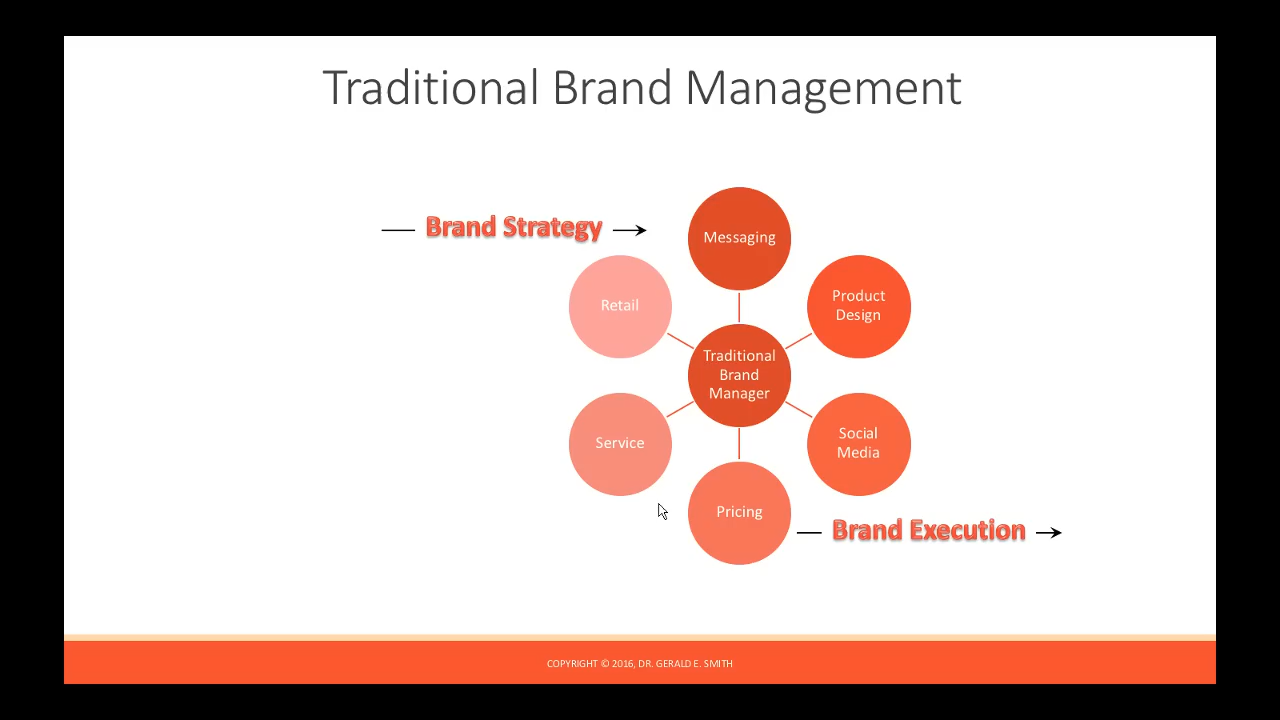 Traditional Brand Management
Brand Strategy
Messaging
Retail
Product
Design
Traditional
Brand
Manager
Service
Social
Media
Pricing
Brand Execution
COPYRIGHT © 2016, DR. GERALD E. SMITH